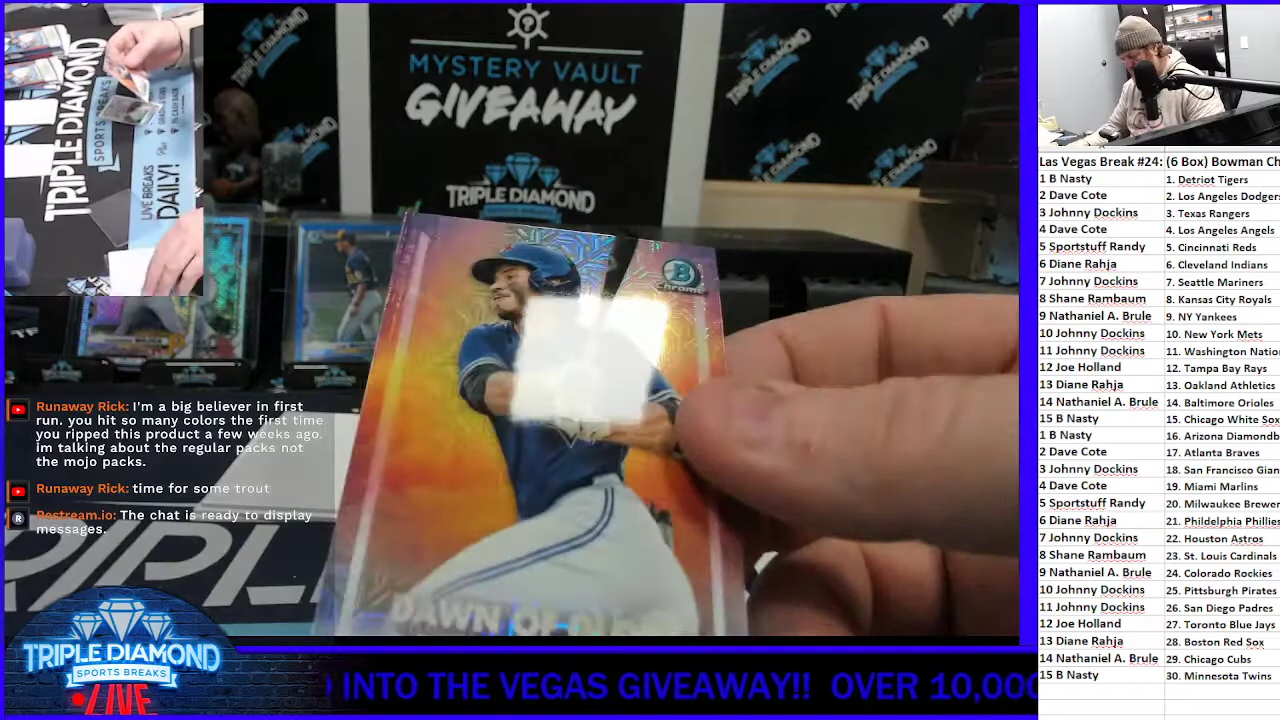 TRIPLE DIAMOND
SPORTS BREAKS
LIVE BREAKS
DAILY!
MYSTERY VAULT
GIVEAWAY
TRIPLE DIAMOND
TRIPLE DIAMOND
TRIPLE DIAMOND
B
Chrome
DAWN OF
Runaway Rick: I'm a big believer in first
run. you hit so many colors the first time
you ripped this product a few weeks ago.
im talking about the regular packs not
the mojo packs.
Runaway Rick: time for some trout
Restream.io: The chat is ready to display
messages.
TRIPLE DIAMOND
SPORTS BREAKS
LIVE
INTO THE VEGAS GIVEAWAY!! OVER
Las Vegas Break #24: (6 Box) Bowman Ch
1 B Nasty 1. Detriot Tigers
2 Dave Cote 2. Los Angeles Dodger
3 Johnny Dockins 3. Texas Rangers
4 Dave Cote 4. Los Angeles Angels
5 Sportstuff Randy 5. Cincinnati Reds
6 Diane Rahja 6. Cleveland Indians
7 Johnny Dockins 7. Seattle Mariners
8 Shane Rambaum 8. Kansas City Royals
9 Nathaniel A. Brule 9. NY Yankees
10 Johnny Dockins 10. New York Mets
11 Johnny Dockins 11. Washington Natio
12 Joe Holland 12. Tampa Bay Rays
13 Diane Rahja 13. Oakland Athletics
14 Nathaniel A. Brule 14. Baltimore Orioles
15 B Nasty 15. Chicago White Sox
1 B Nasty 16. Arizona Diamondb
2 Dave Cote 17. Atlanta Braves
3 Johnny Dockins 18. San Francisco Gian
4 Dave Cote 19. Miami Marlins
5 Sportstuff Randy 20. Milwaukee Brewer
6 Diane Rahja 21. Philedelphia Phillia
7 Johnny Dockins 22. Houston Astros
8 Shane Rambaum 23. St. Louis Cardinals
9 Nathaniel A. Brule 24. Colorado Rockies
10 Johnny Dockins 25. Pittsburgh Pirates
11 Johnny Dockins 26. San Diego Padres
12 Joe Holland 27. Toronto Blue Jays
13 Diane Rahja 28. Boston Red Sox
14 Nathaniel A. Brule 29. Chicago Cubs
15 B Nasty 30. Minnesota Twins